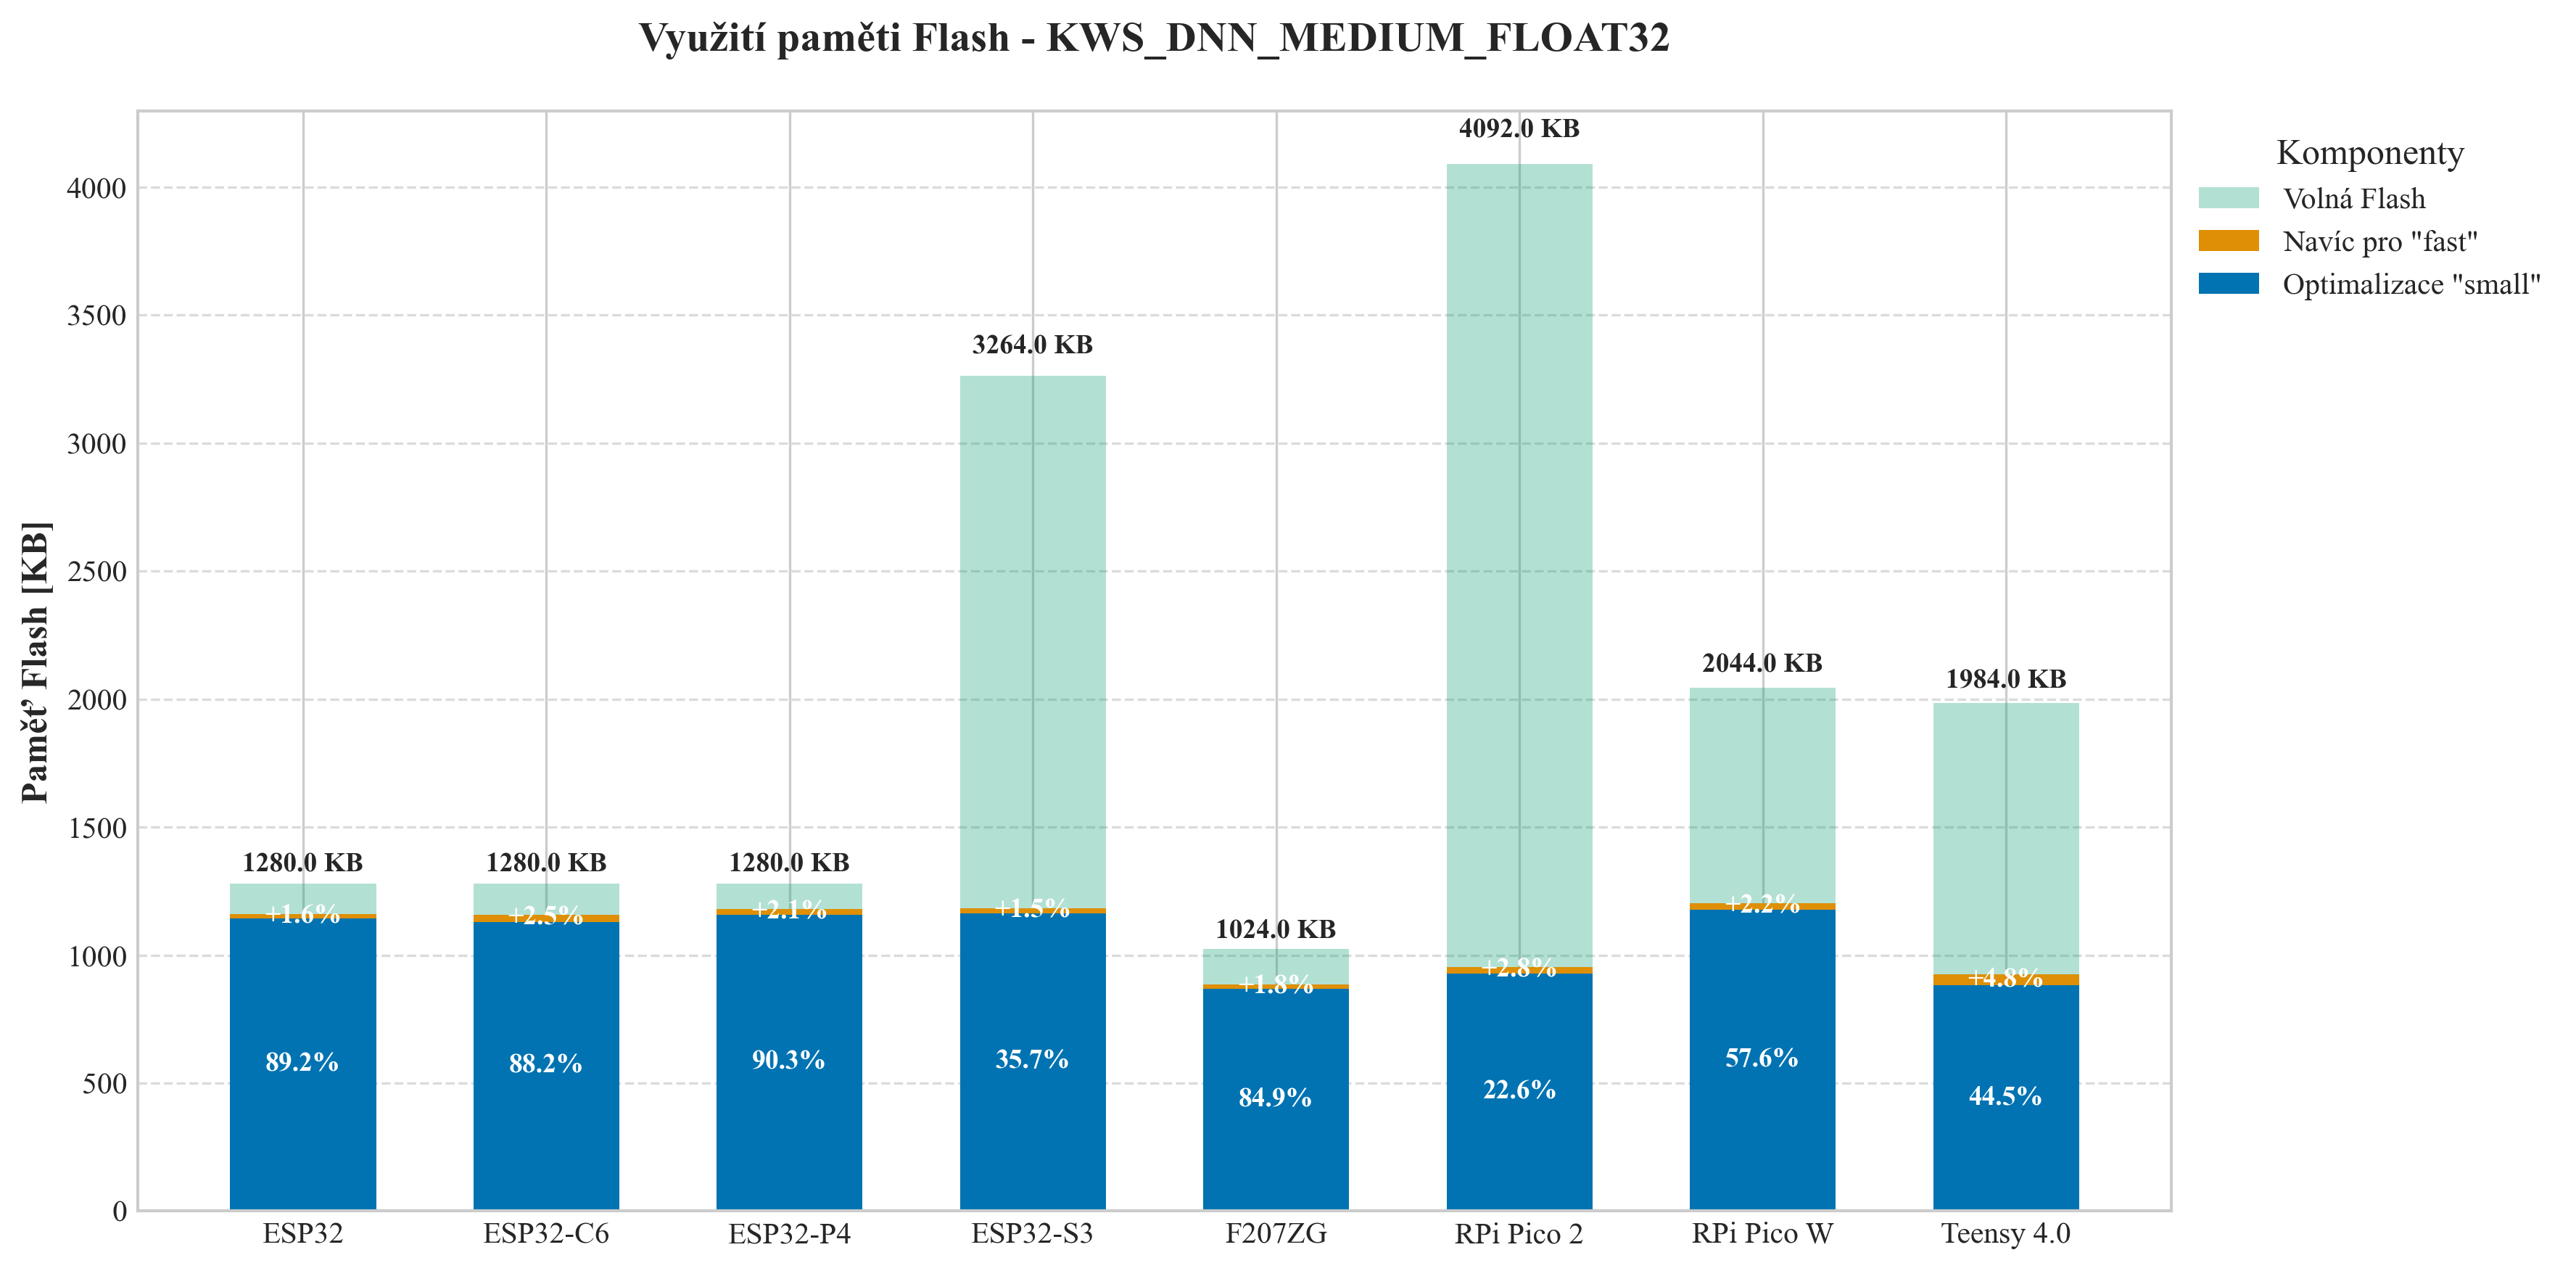 Využití paměti Flash - KWS_DNN_MEDIUM_FLOAT32
Paměť Flash [KB]
4000
3500
3000
2500
2000
1500
1000
500
0
1280.0 KB
+1.6%
89.2%
1280.0 KB
+2.5%
88.2%
1280.0 KB
+2.1%
90.3%
3264.0 KB
+1.5%
35.7%
1024.0 KB
+1.8%
84.9%
4092.0 KB
+2.8%
22.6%
2044.0 KB
+2.2%
57.6%
1984.0 KB
+4.8%
44.5%
ESP32
ESP32-C6
ESP32-P4
ESP32-S3
F207ZG
RPi Pico 2
RPi Pico W
Teensy 4.0
Komponenty
Volná Flash
Navíc pro "fast"
Optimalizace "small"